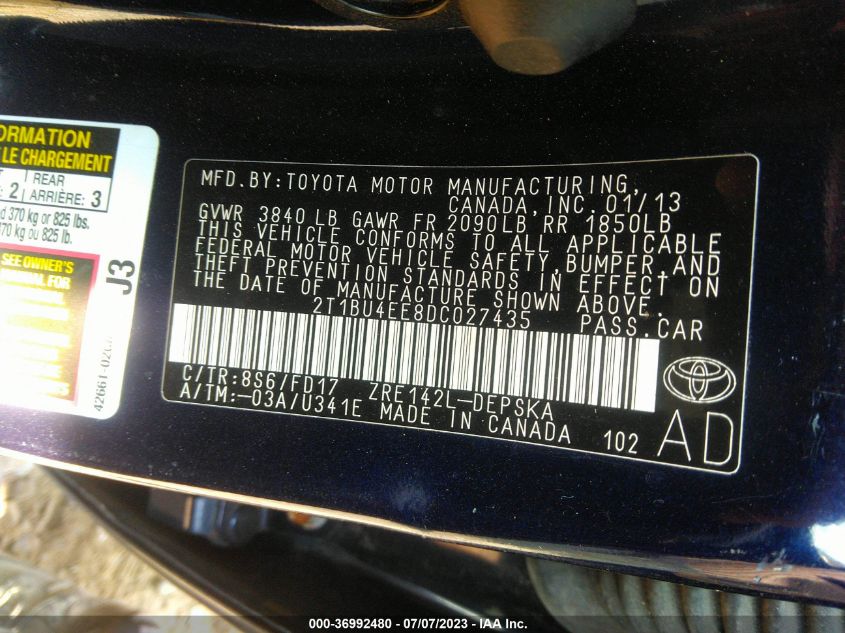 ORMATION
LE CHARGEMENT
2 REAR
ARRIÈRE: 3
370 kg or 825 lbs.
70 kg ou 825 lb.
SEE OWNER'S
MANUAL FOR
J3
MFD.BY:TOYOTA MOTOR MANUFACTURING,
CANADA,INC. 01/13
GVWR 3840 LB GAWR FR 2090LB RR 1850LB
THIS VEHICLE CONFORMS TO ALL APPLICABLE
FEDERAL MOTOR VEHICLE SAFETY,BUMPER,AND
THEFT PREVENTION STANDARDS IN EFFECT ON
THE DATE OF MANUFACTURE SHOWN ABOVE.
2T1BU4EE8DC027435 PASS.CAR
C/TR:8S6/FD17 ZRE142L-DEPSKA
A/TM:-03A/U341E MADE IN CANADA 102
AD
000-36992480 - 07/07/2023 - IAA Inc.